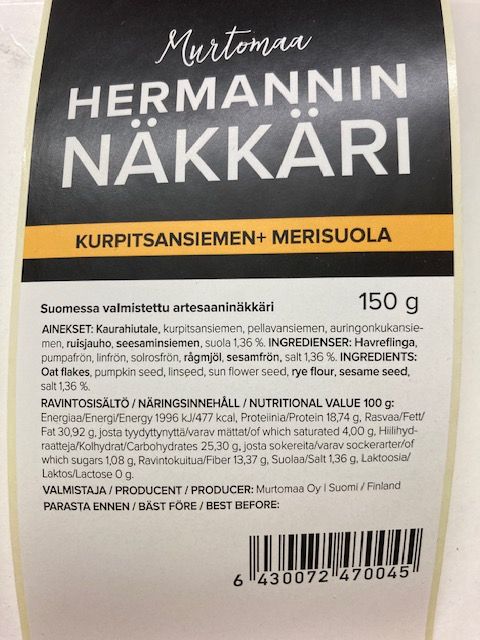 Murtomaa
HERMANNIN
NÄKKÄRI
KURPITSANSIEMEN+ MERISUOLA
Suomessa valmistettu artesaaninäkkäri 150 g
AINEKSET: Kaurahiutale, kurpitsansiemen, pellavansiemen, auringonkukansie-
men, ruisjauho, seesaminsiemen, suola 1,36 %. INGREDIENSER: Havreflinga,
pumpafrön, linfrön, solrosfrön, rågmjöl, sesamfrön, salt 1,36 %. INGREDIENTS:
Oat flakes, pumpkin seed, linseed, sun flower seed, rye flour, sesame seed,
salt 1,36 %.
RAVINTOSISÄLTÖ / NÄRINGSINNEHÅLL / NUTRITIONAL VALUE 100 g:
Energiaa/Energi/Energy 1996 kJ/477 kcal, Proteiinia/Protein 18,74 g, Rasvaa/Fett/
Fat 30,92 g, josta tyydyttynyttä/varav mättat/of which saturated 4,00 g, Hiilihyd-
raatteja/Kolhydrat/Carbohydrates 25,30 g, josta sokereita/varav sockerarter/of
which sugars 1,08 g, Ravintokuitua/Fiber 13,37 g, Suolaa/Salt 1,36 g, Laktoosia/
Laktos/Lactose 0 g.
VALMISTAJA / PRODUCENT / PRODUCER: Murtomaa Oy | Suomi / Finland
PARASTA ENNEN / BÄST FÖRE / BEST BEFORE:
6 430072 470045